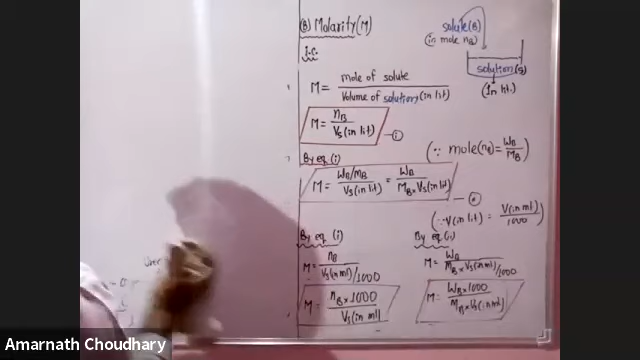 (B) Molarity(M)
i.e.
solute(B)
(in mole nB)
solution(s)
(In lit.)
M = mole of solute / Volume of solution(in lit)
M = nB / Vs(in lit) — (i)
(∵ mole(nB) = WB / MB)
By eq (i)
M = WB/MB / Vs(in lit) = WB / MB × Vs(in lit)
(∵ V(in lit) = V(in ml) / 1000)
By eq (i)
M = nB / Vs(in ml)/1000
M = nB × 1000 / Vs(in ml)
By eq.
M = WB / MB × Vs(in ml)/1000
M = WB × 1000 / MB × Vs(in ml)
Amarnath Choudhary